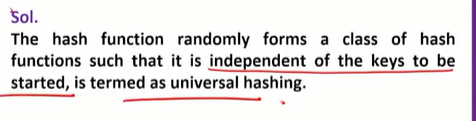 Sol.
The hash function randomly forms a class of hash
functions such that it is independent of the keys to be
started, is termed as universal hashing.